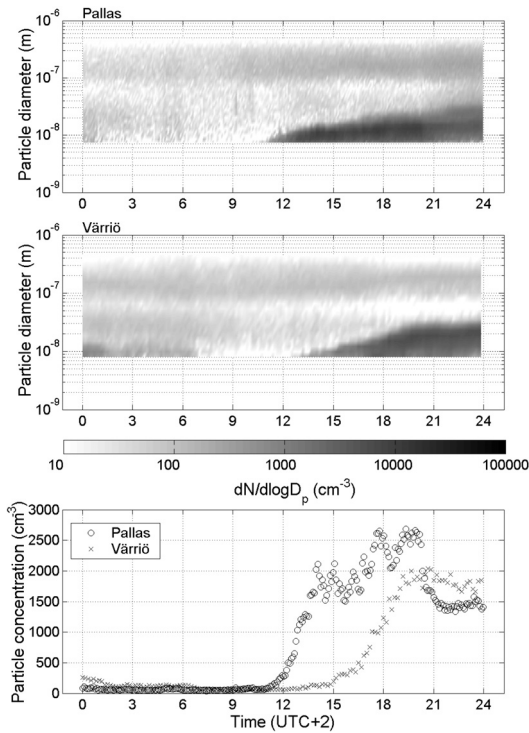 Pallas
Particle diameter (m)
10^-6
10^-7
10^-8
10^-9
0 3 6 9 12 15 18 21 24
Värriö
Particle diameter (m)
10^-6
10^-7
10^-8
10^-9
0 3 6 9 12 15 18 21 24
10 100 1000 10000 100000
dN/dlogD_p (cm^-3)
Particle concentration (cm^-3)
3000
2500
2000
1500
1000
500
0
Pallas
Värriö
0 3 6 9 12 15 18 21 24
Time (UTC+2)